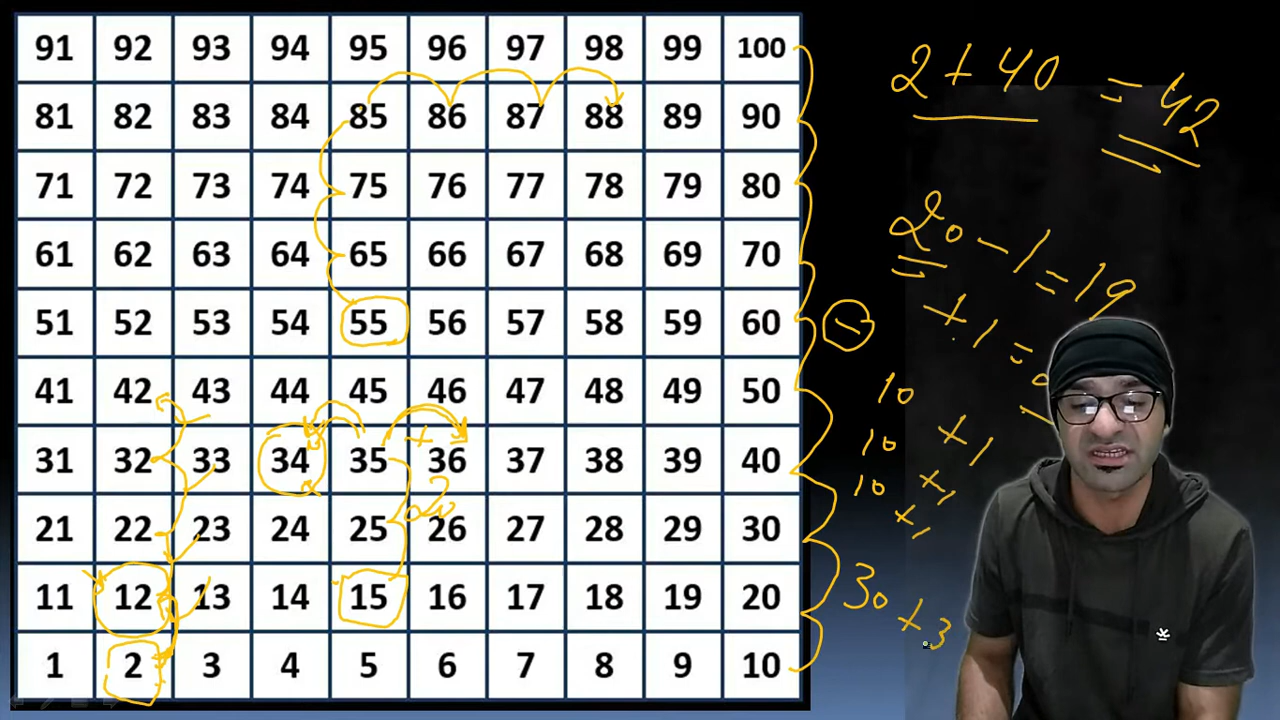 91 92 93 94 95 96 97 98 99 100
81 82 83 84 85 86 87 88 89 90
71 72 73 74 75 76 77 78 79 80
61 62 63 64 65 66 67 68 69 70
51 52 53 54 55 56 57 58 59 60
41 42 43 44 45 46 47 48 49 50
31 32 33 34 35 36 37 38 39 40
21 22 23 24 25 26 27 28 29 30
11 12 13 14 15 16 17 18 19 20
1 2 3 4 5 6 7 8 9 10
+
20
2 + 40 = 42
20 - 1 = 19
+ 1 =
-
10 + 1
10 + 1
10 + 1
30 + 3